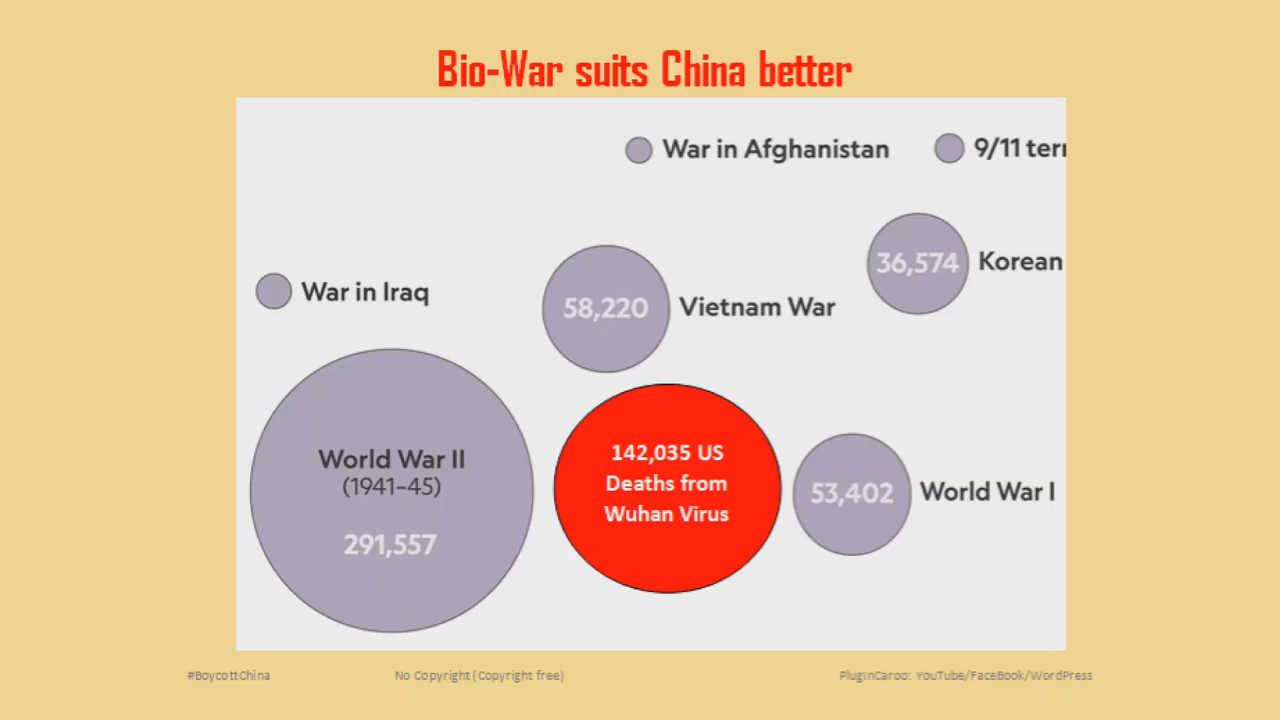 Bio-War suits China better
War in Afghanistan
9/11 terr
36,574 Korean
War in Iraq
58,220 Vietnam War
World War II
(1941-45)
291,557
142,035 US
Deaths from
Wuhan Virus
53,402 World War I
#BoycottChina
No Copyright (Copyright free)
PlugInCaroo: YouTube/FaceBook/WordPress